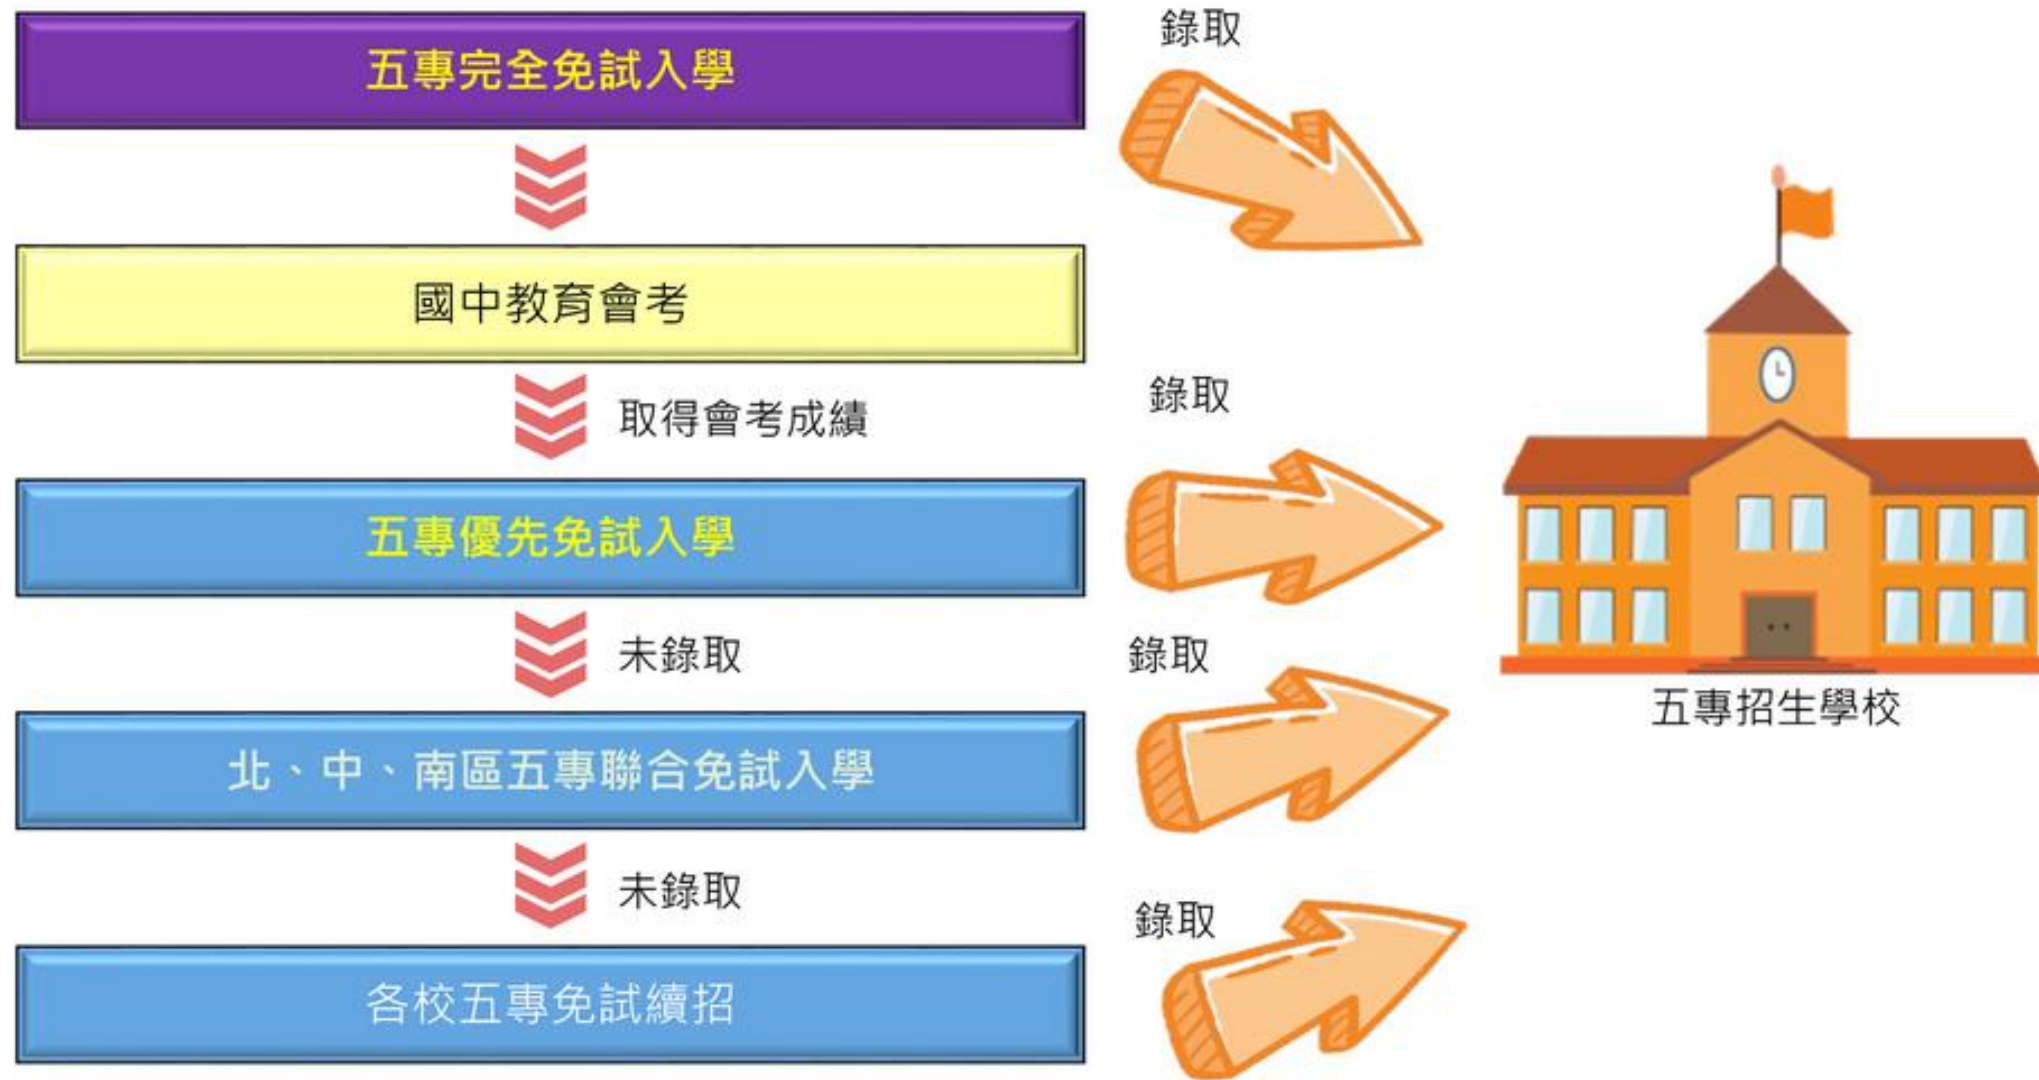 五專完全免試入學
錄取
國中教育會考
取得會考成績
錄取
五專優先免試入學
未錄取
錄取
五專招生學校
北、中、南區五專聯合免試入學
未錄取
錄取
各校五專免試續招